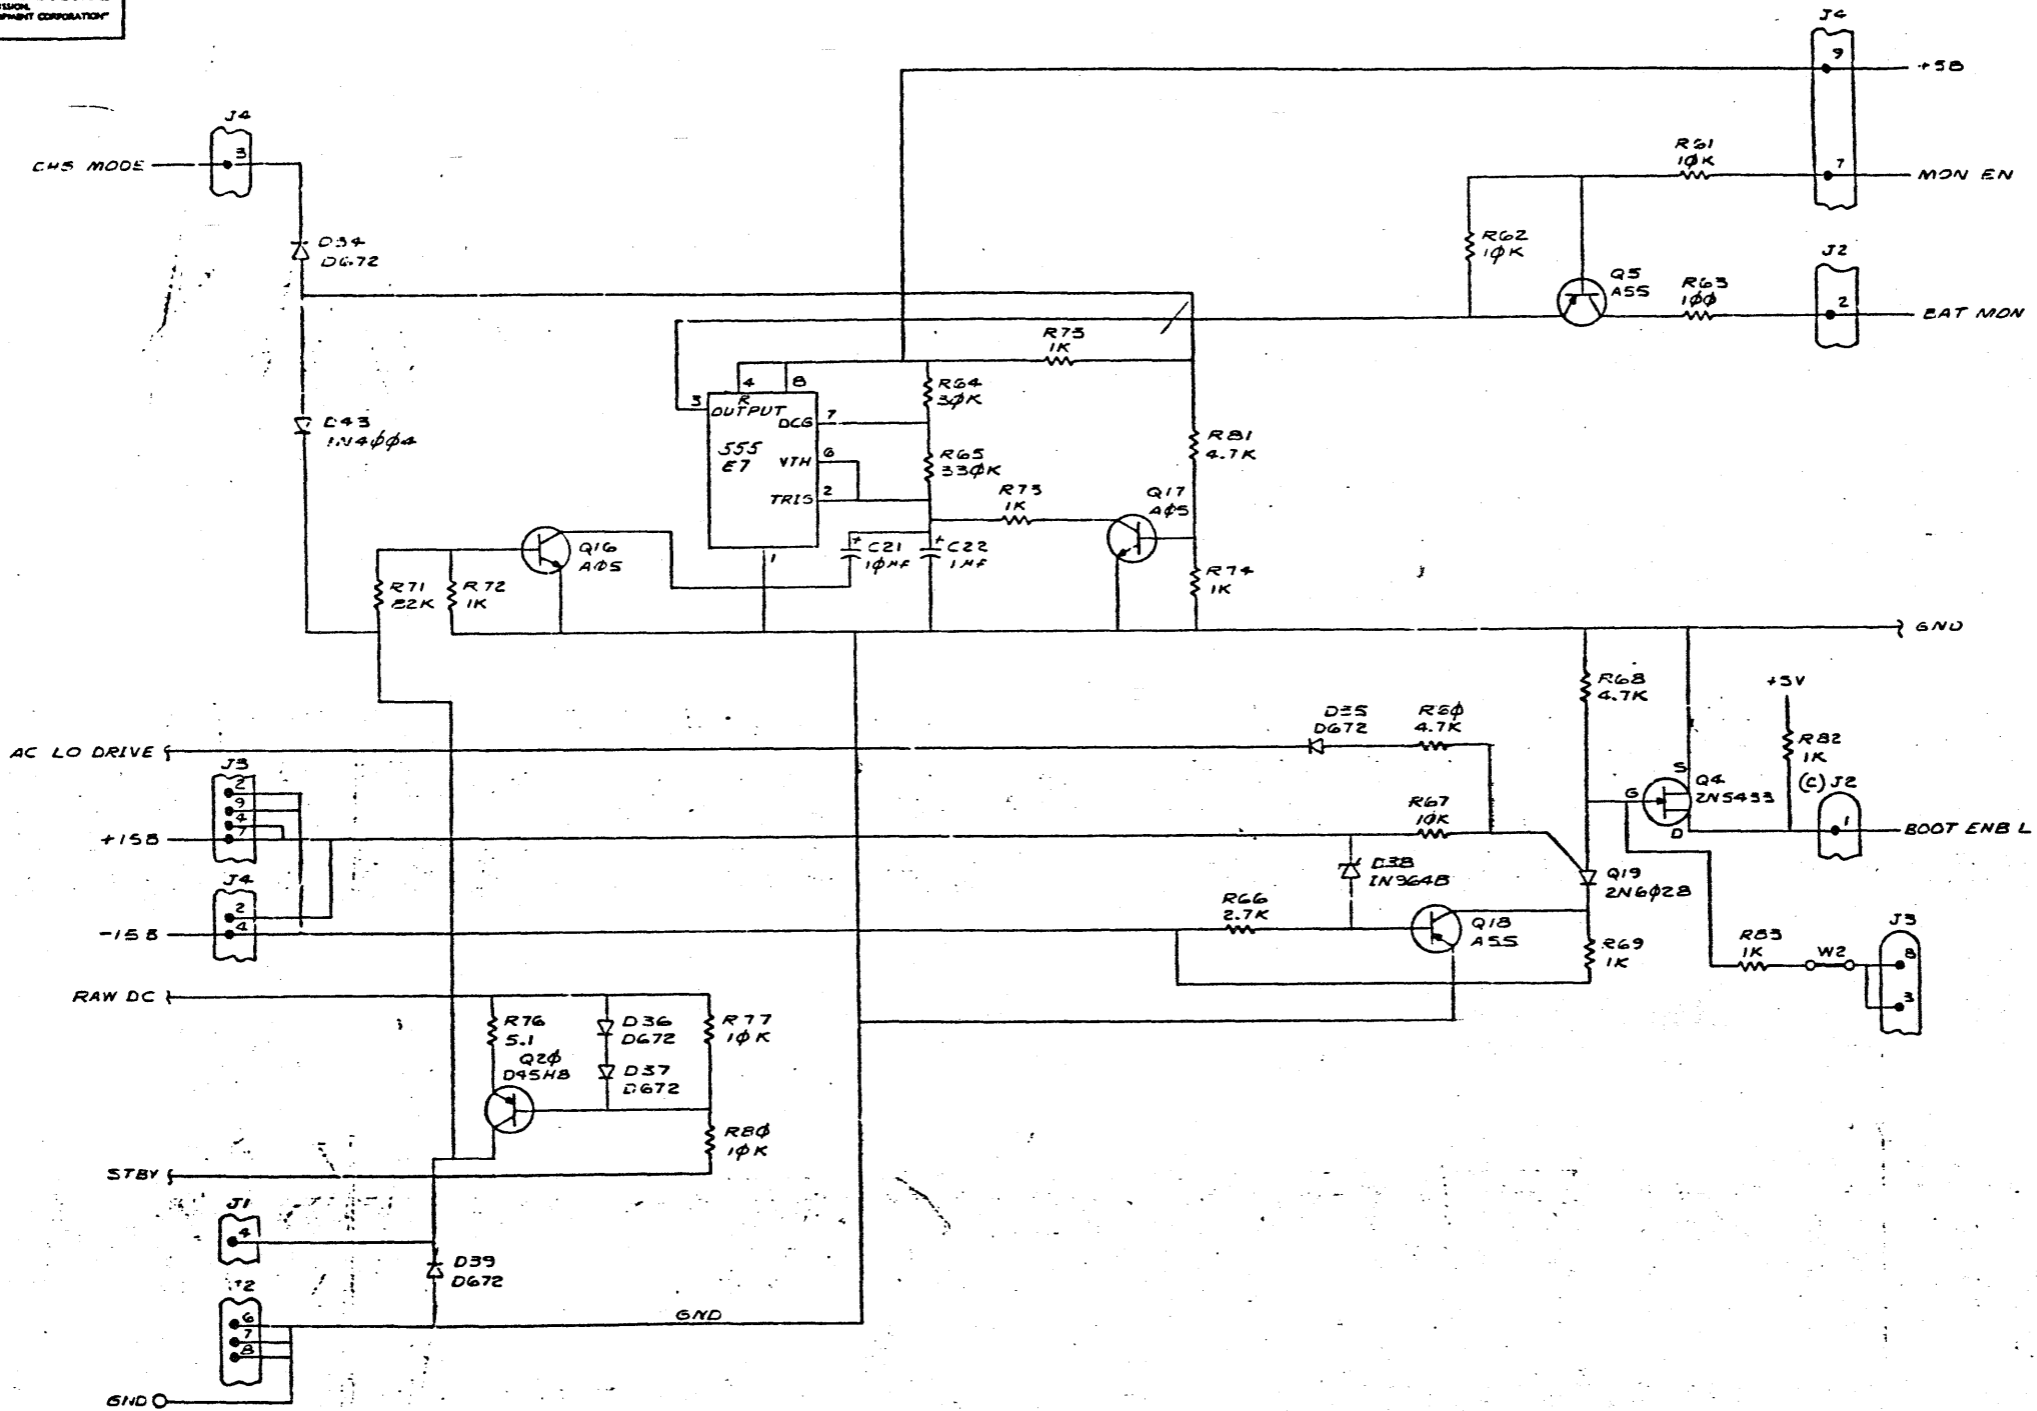 PMENT CORPORATION"
J4
9
+5B
J4
3
CHS MODE
R61
10K
7
MON EN
D34
D672
R62
10K
Q5
A55
R63
100
J2
2
BAT MON
R75
1K
4
8
R
3
OUTPUT
DCG
7
R64
30K
D43
1N4004
555
E7
VTH
6
R65
330K
R81
4.7K
TRIS
2
R73
1K
Q17
A05
Q16
A05
1
C21
10MF
C22
1MF
R71
R72
1K
R74
1K
GND
R68
4.7K
+5V
AC LO DRIVE
D35
D672
R60
4.7K
R82
1K
J3
2
9
4
7
+15B
R67
10K
S
G
D
Q4
2N5433
(C) J2
1
BOOT ENB L
D38
1N964B
Q19
2N6028
J4
2
4
-15B
R66
2.7K
Q18
A55
R69
1K
R83
1K
W2
J3
8
3
RAW DC
R76
5.1
D36
D672
R77
10K
Q20
D45H8
D37
D672
R80
10K
STBY
J1
4
D39
D672
6
7
8
GND
GND